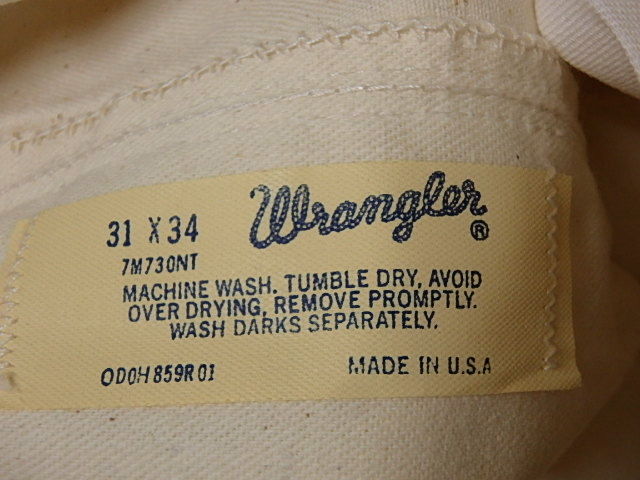 Wrangler®
31 X 34
7M730NT
MACHINE WASH. TUMBLE DRY, AVOID
OVER DRYING, REMOVE PROMPTLY.
WASH DARKS SEPARATELY.
OD0H859R01 MADE IN U.S.A